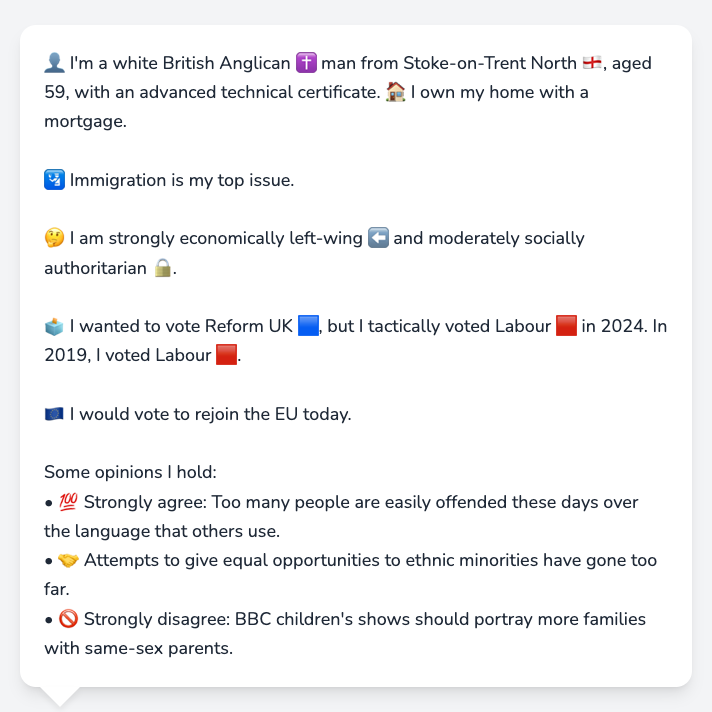 👤 I'm a white British Anglican ✝️ man from Stoke-on-Trent North 🏴󠁧󠁢󠁥󠁮󠁧󠁿, aged
59, with an advanced technical certificate. 🏠 I own my home with a
mortgage.
🛂 Immigration is my top issue.
🤔 I am strongly economically left-wing ⬅️ and moderately socially
authoritarian 🔒.
🗳️ I wanted to vote Reform UK 🟦, but I tactically voted Labour 🟥 in 2024. In
2019, I voted Labour 🟥.
🇪🇺 I would vote to rejoin the EU today.
Some opinions I hold:
• 💯 Strongly agree: Too many people are easily offended these days over
the language that others use.
• 🤝 Attempts to give equal opportunities to ethnic minorities have gone too
far.
• 🚫 Strongly disagree: BBC children's shows should portray more families
with same-sex parents.